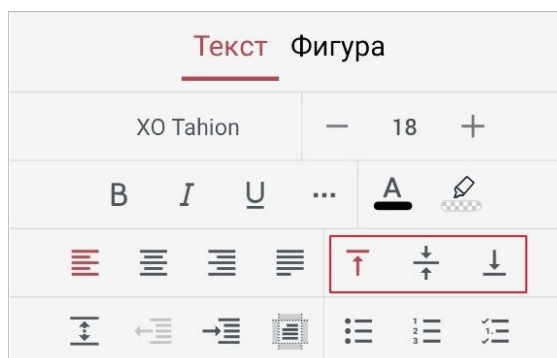 Текст Фигура
XO Tahion — 18 +
B I U ... A